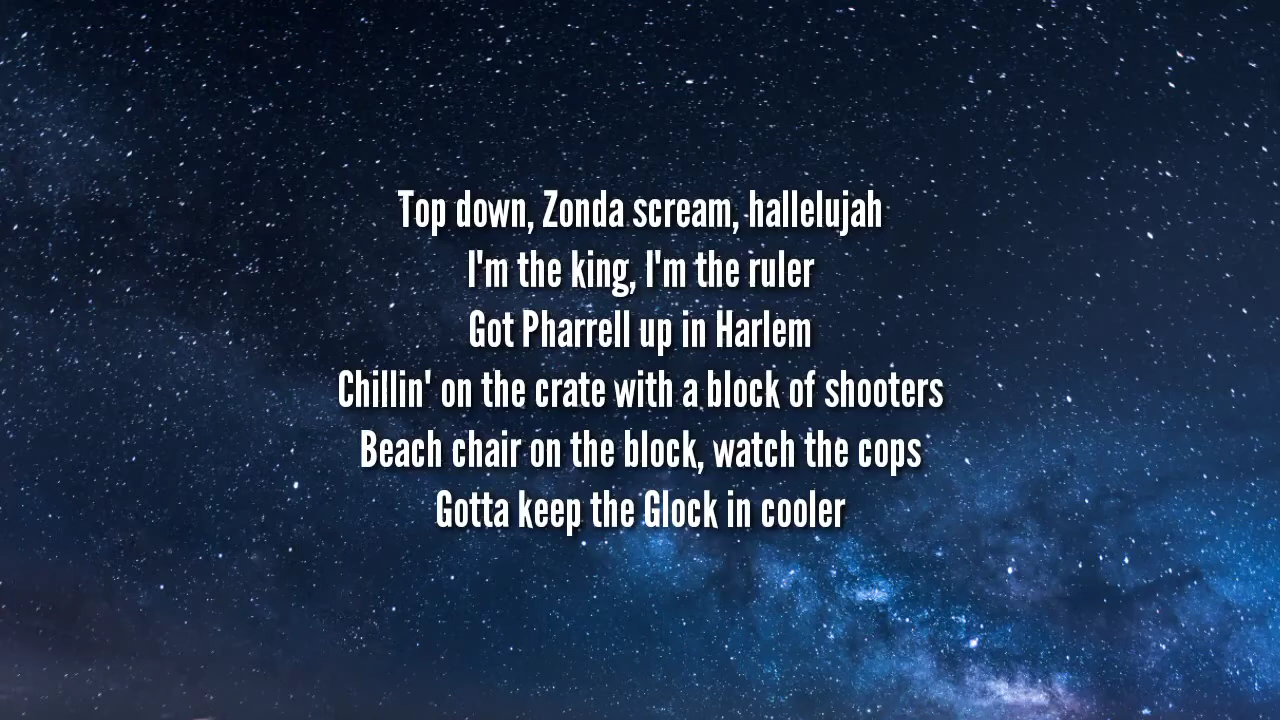 Top down, Zonda scream, hallelujah
I'm the king, I'm the ruler
Got Pharrell up in Harlem
Chillin' on the crate with a block of shooters
Beach chair on the block, watch the cops
Gotta keep the Glock in cooler